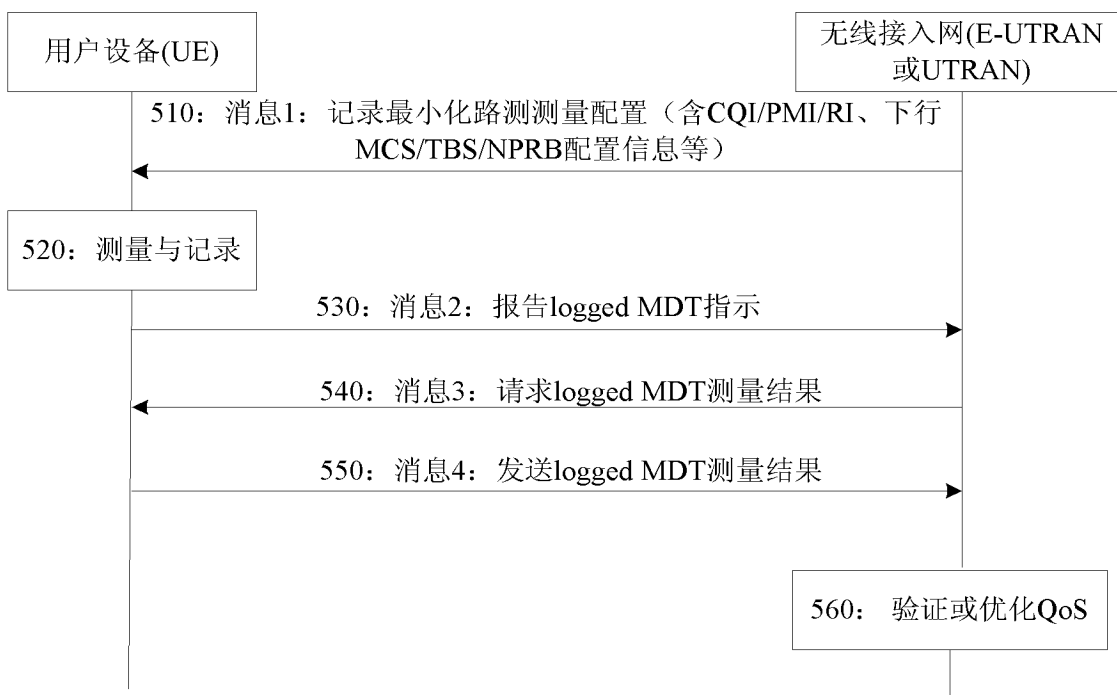 用户设备(UE)
无线接入网(E-UTRAN
或UTRAN)
510：消息1：记录最小化路测测量配置（含CQI/PMI/RI、下行
MCS/TBS/NPRB配置信息等）
520：测量与记录
530：消息2：报告logged MDT指示
540：消息3：请求logged MDT测量结果
550：消息4：发送logged MDT测量结果
560： 验证或优化QoS